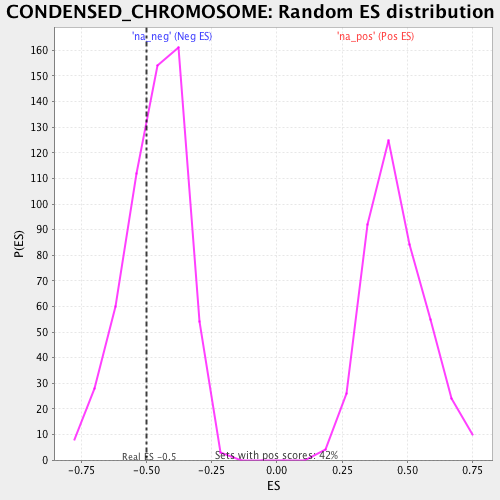 CONDENSED_CHROMOSOME: Random ES distribution
'na_neg' (Neg ES) 'na_pos' (Pos ES)
160
150
140
130
120
110
100
90
80
70
60
50
40
30
20
10
0
P(ES)
Real ES -0.5 Sets with pos scores: 42%
-0.75 -0.50 -0.25 0.00 0.25 0.50 0.75
ES